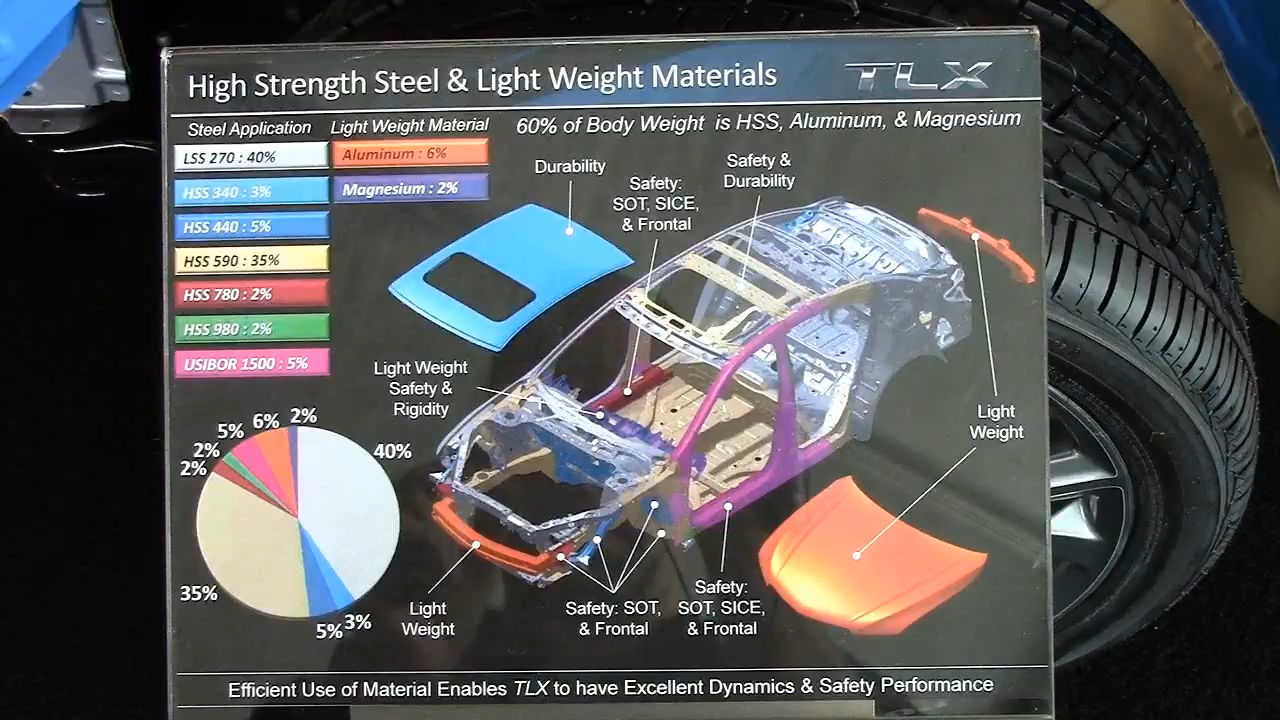 High Strength Steel & Light Weight Materials
TLX
Steel Application
Light Weight Material
60% of Body Weight is HSS, Aluminum, & Magnesium
LSS 270 : 40%
Aluminum : 6%
HSS 340 : 3%
Magnesium : 2%
HSS 440 : 5%
HSS 590 : 35%
HSS 780 : 2%
HSS 980 : 2%
USIBOR 1500 : 5%
Durability
Safety:
SOT, SICE,
& Frontal
Safety &
Durability
Light Weight
Safety &
Rigidity
Light
Weight
2%
6%
5%
2%
2%
40%
35%
5%
3%
Light
Weight
Safety: SOT,
& Frontal
Safety:
SOT, SICE,
& Frontal
Efficient Use of Material Enables TLX to have Excellent Dynamics & Safety Performance